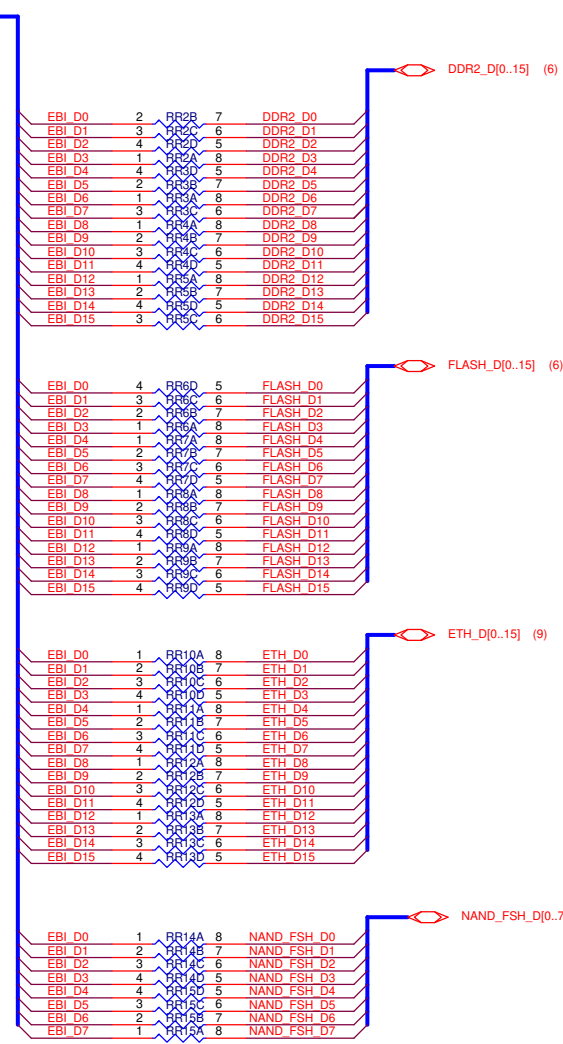 DDR2_D[0..15] (6)
EBI_D0 2 RR2B 7 DDR2_D0
EBI_D1 3 RR2C 6 DDR2_D1
EBI_D2 4 RR2D 5 DDR2_D2
EBI_D3 1 RR2A 8 DDR2_D3
EBI_D4 4 RR3D 5 DDR2_D4
EBI_D5 2 RR3B 7 DDR2_D5
EBI_D6 1 RR3A 8 DDR2_D6
EBI_D7 3 RR3C 6 DDR2_D7
EBI_D8 1 RR4A 8 DDR2_D8
EBI_D9 2 RR4B 7 DDR2_D9
EBI_D10 3 RR4C 6 DDR2_D10
EBI_D11 4 RR4D 5 DDR2_D11
EBI_D12 1 RR5A 8 DDR2_D12
EBI_D13 2 RR5B 7 DDR2_D13
EBI_D14 4 RR5D 5 DDR2_D14
EBI_D15 3 RR5C 6 DDR2_D15
FLASH_D[0..15] (6)
EBI_D0 4 RR6D 5 FLASH_D0
EBI_D1 3 RR6C 6 FLASH_D1
EBI_D2 2 RR6B 7 FLASH_D2
EBI_D3 1 RR6A 8 FLASH_D3
EBI_D4 1 RR7A 8 FLASH_D4
EBI_D5 2 RR7B 7 FLASH_D5
EBI_D6 3 RR7C 6 FLASH_D6
EBI_D7 4 RR7D 5 FLASH_D7
EBI_D8 1 RR8A 8 FLASH_D8
EBI_D9 2 RR8B 7 FLASH_D9
EBI_D10 3 RR8C 6 FLASH_D10
EBI_D11 4 RR8D 5 FLASH_D11
EBI_D12 1 RR9A 8 FLASH_D12
EBI_D13 2 RR9B 7 FLASH_D13
EBI_D14 3 RR9C 6 FLASH_D14
EBI_D15 4 RR9D 5 FLASH_D15
ETH_D[0..15] (9)
EBI_D0 1 RR10A 8 ETH_D0
EBI_D1 2 RR10B 7 ETH_D1
EBI_D2 3 RR10C 6 ETH_D2
EBI_D3 4 RR10D 5 ETH_D3
EBI_D4 1 RR11A 8 ETH_D4
EBI_D5 2 RR11B 7 ETH_D5
EBI_D6 3 RR11C 6 ETH_D6
EBI_D7 4 RR11D 5 ETH_D7
EBI_D8 1 RR12A 8 ETH_D8
EBI_D9 2 RR12B 7 ETH_D9
EBI_D10 3 RR12C 6 ETH_D10
EBI_D11 4 RR12D 5 ETH_D11
EBI_D12 1 RR13A 8 ETH_D12
EBI_D13 2 RR13B 7 ETH_D13
EBI_D14 3 RR13C 6 ETH_D14
EBI_D15 4 RR13D 5 ETH_D15
NAND_FSH_D[0..7
EBI_D0 1 RR14A 8 NAND_FSH_D0
EBI_D1 2 RR14B 7 NAND_FSH_D1
EBI_D2 3 RR14C 6 NAND_FSH_D2
EBI_D3 4 RR14D 5 NAND_FSH_D3
EBI_D4 4 RR15D 5 NAND_FSH_D4
EBI_D5 3 RR15C 6 NAND_FSH_D5
EBI_D6 2 RR15B 7 NAND_FSH_D6
EBI_D7 1 RR15A 8 NAND_FSH_D7